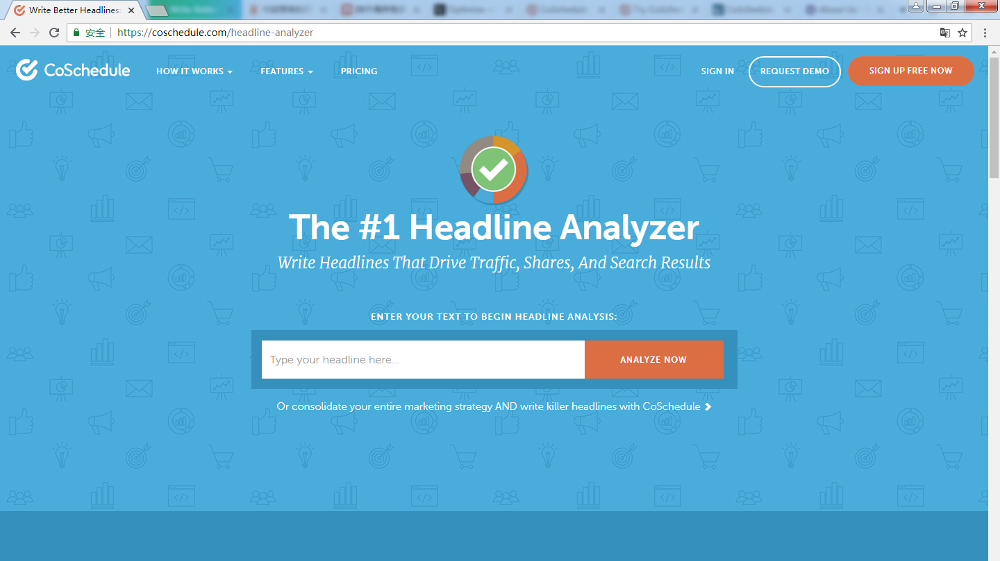 Write Better Headlines:
安全 https://coschedule.com/headline-analyzer
CoSchedule HOW IT WORKS FEATURES PRICING SIGN IN REQUEST DEMO SIGN UP FREE NOW
The #1 Headline Analyzer
Write Headlines That Drive Traffic, Shares, And Search Results
ENTER YOUR TEXT TO BEGIN HEADLINE ANALYSIS:
Type your headline here... ANALYZE NOW
Or consolidate your entire marketing strategy AND write killer headlines with CoSchedule